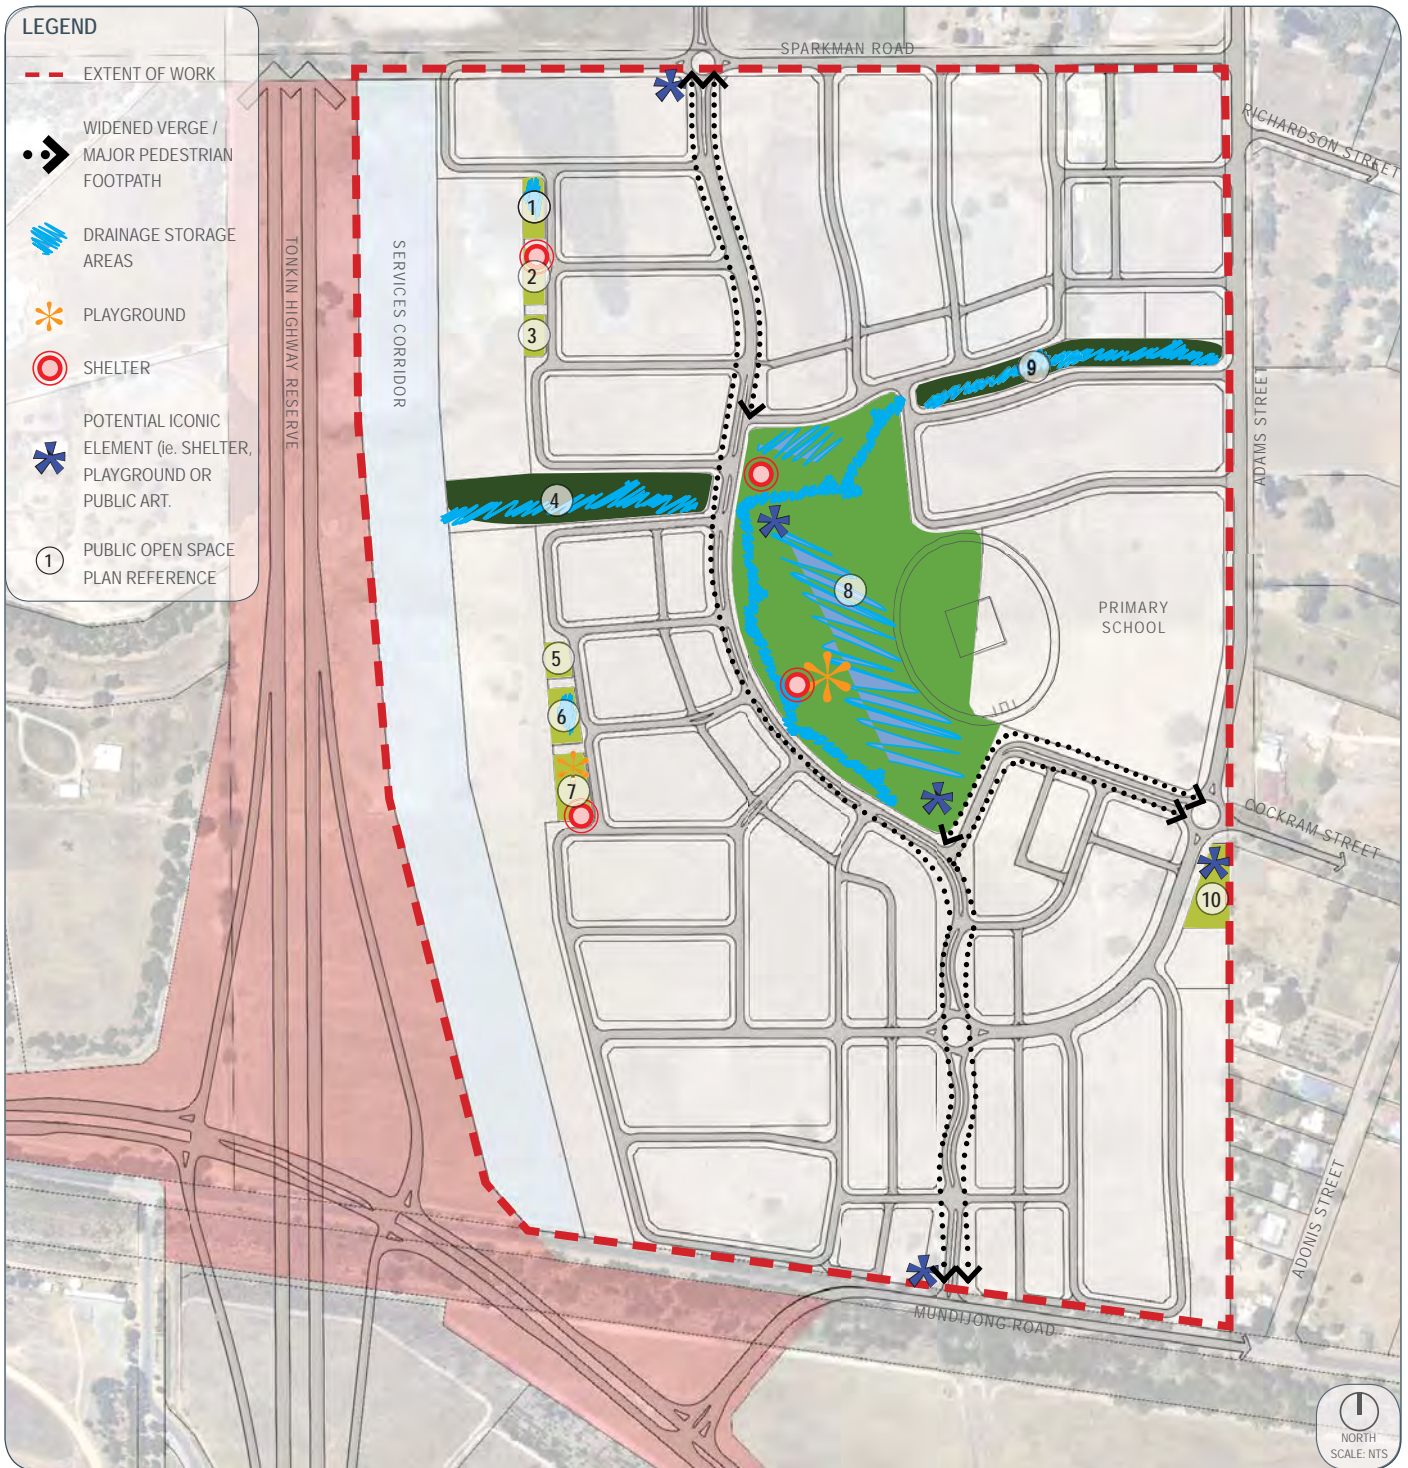 LEGEND
EXTENT OF WORK
WIDENED VERGE /
MAJOR PEDESTRIAN
FOOTPATH
DRAINAGE STORAGE
AREAS
PLAYGROUND
SHELTER
POTENTIAL ICONIC
ELEMENT (ie. SHELTER,
PLAYGROUND OR
PUBLIC ART.
1
PUBLIC OPEN SPACE
PLAN REFERENCE
SPARKMAN ROAD
RICHARDSON STREET
TONKIN HIGHWAY RESERVE
SERVICES CORRIDOR
ADAMS STREET
1
2
3
9
4
8
PRIMARY
SCHOOL
5
6
7
COCKRAM STREET
10
ADONIS STREET
MUNDIJONG ROAD
NORTH
SCALE: NTS